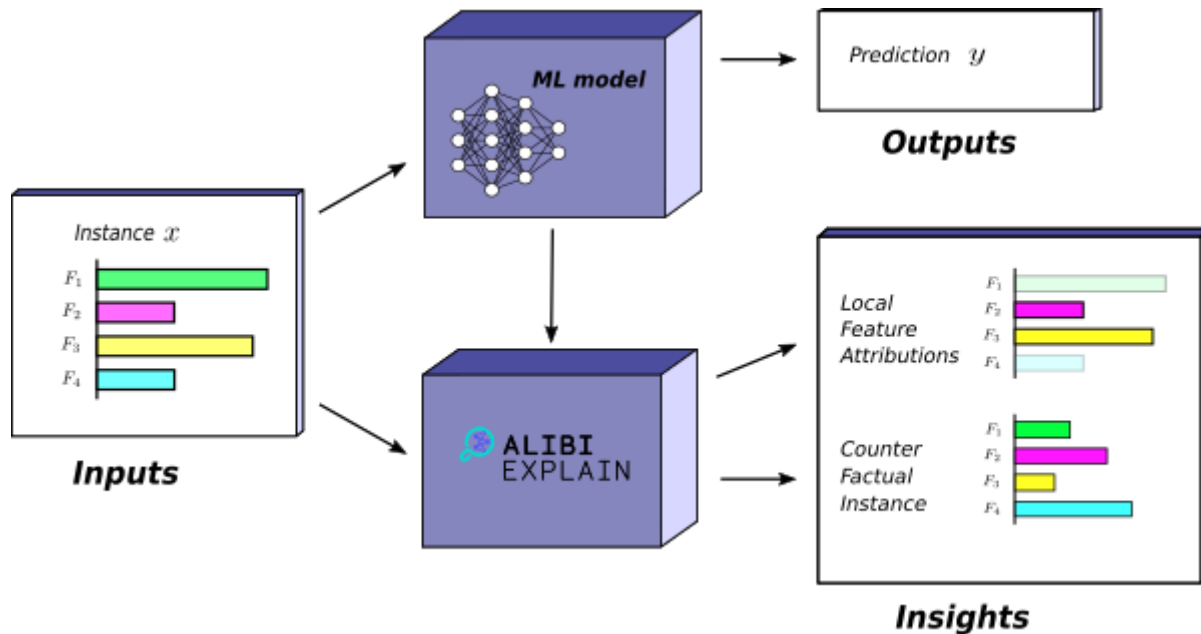 ML model
Prediction y
Outputs
Instance x
F₁
F₂
F₃
F₄
Inputs
ALIBI
EXPLAIN
Local
Feature
Attributions
F₁
F₂
F₃
F₄
Counter
Factual
Instance
F₁
F₂
F₃
F₄
Insights